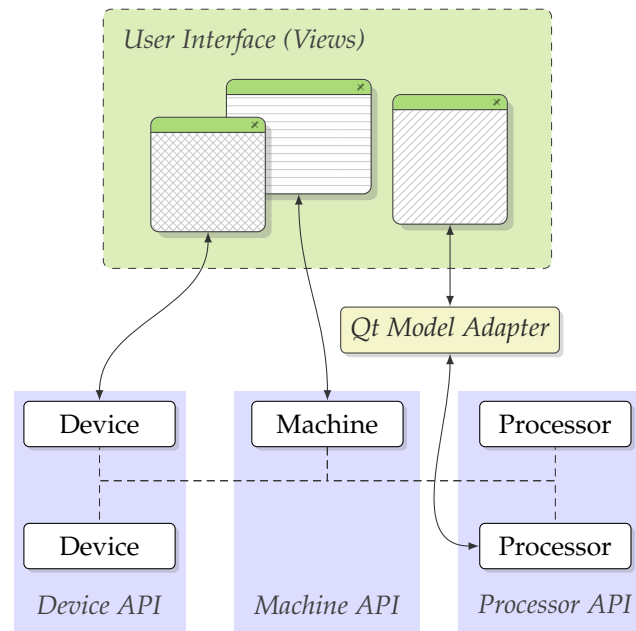 User Interface (Views)
Qt Model Adapter
Device
Machine
Processor
Device
Processor
Device API
Machine API
Processor API